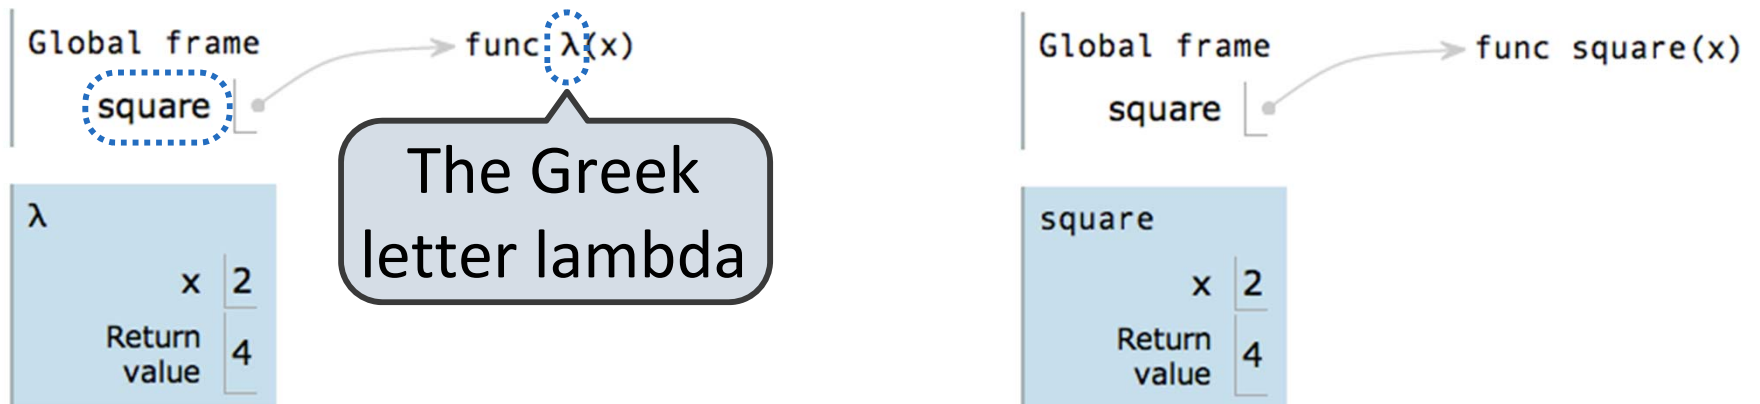 Global frame
func λ(x)
square
The Greek
letter lambda
λ
x 2
Return
value 4
Global frame
func square(x)
square
square
x 2
Return
value 4